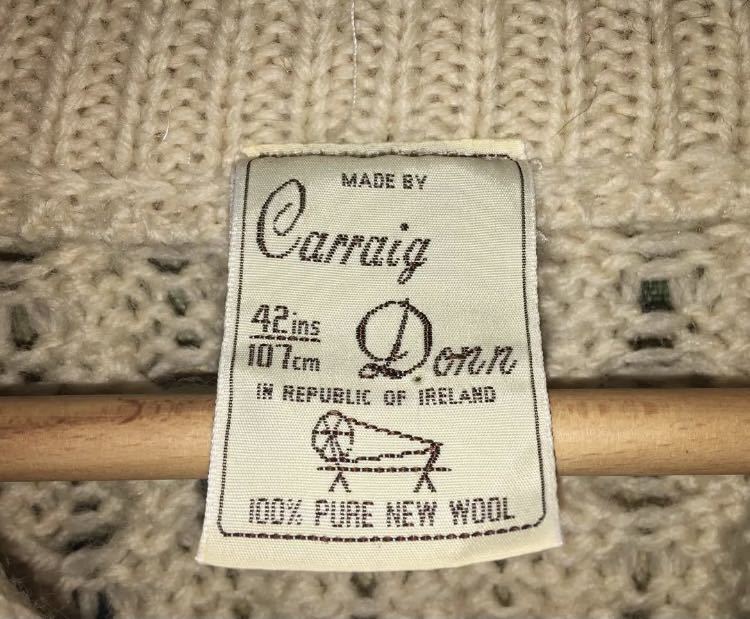 MADE BY
Carraig
42ins
107cm
Donn
IN REPUBLIC OF IRELAND
100% PURE NEW WOOL